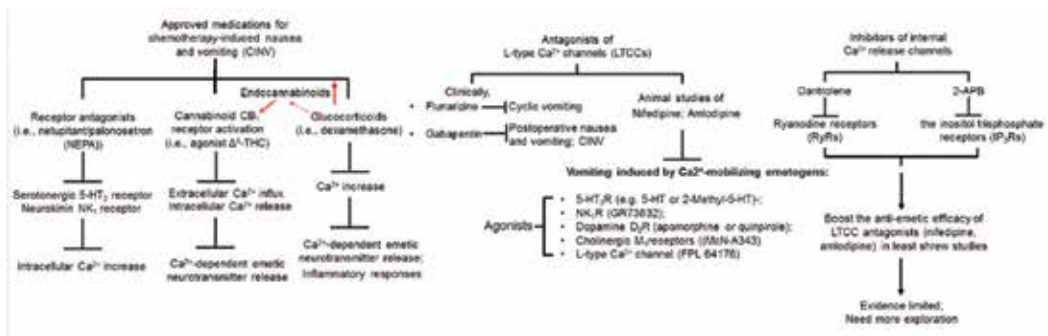 Approved medications for
chemotherapy-induced nausea
and vomiting (CINV)
Endocannabinoids
Receptor antagonists
(i.e., netupitant/palonosetron
(NEPA))
Serotonergic 5-HT₃ receptor
Neurokinin NK₁ receptor
Intracellular Ca²⁺ increase
Cannabinoid CB₁
receptor activation
(i.e., agonist Δ⁹-THC)
Extracellular Ca²⁺ influx
Intracellular Ca²⁺ release
Ca²⁺-dependent emetic
neurotransmitter release
Glucocorticoids
(i.e., dexamethasone)
Ca²⁺ increase
Ca²⁺-dependent emetic
neurotransmitter release;
Inflammatory responses
Antagonists of
L-type Ca²⁺ channels (LTCCs)
Clinically,
• Flunaridine
Cyclic vomiting
• Gabapentin
Postoperative nausea
and vomiting; CINV
Animal studies of
Nifedipine; Amlodipine
Vomiting induced by Ca²⁺-mobilizing emetogens:
Agonists
• 5-HT₃R (e.g. 5-HT or 2-Methyl-5-HT)-;
• NK₁R (GR73632);
• Dopamine D₂R (apomorphine or quinpirole);
• Cholinergic M₁receptors ((McN-A343)
• L-type Ca²⁺ channel (FPL 64176)
Inhibitors of internal
Ca²⁺ release channels
Dantrolene
Ryanodine receptors
(RyRs)
2-APB
the inositol trisphosphate
receptors (IP₃Rs)
Boost the anti-emetic efficacy of
LTCC antagonists (nifedipine,
amlodipine) in least shrew studies
Evidence limited;
Need more exploration